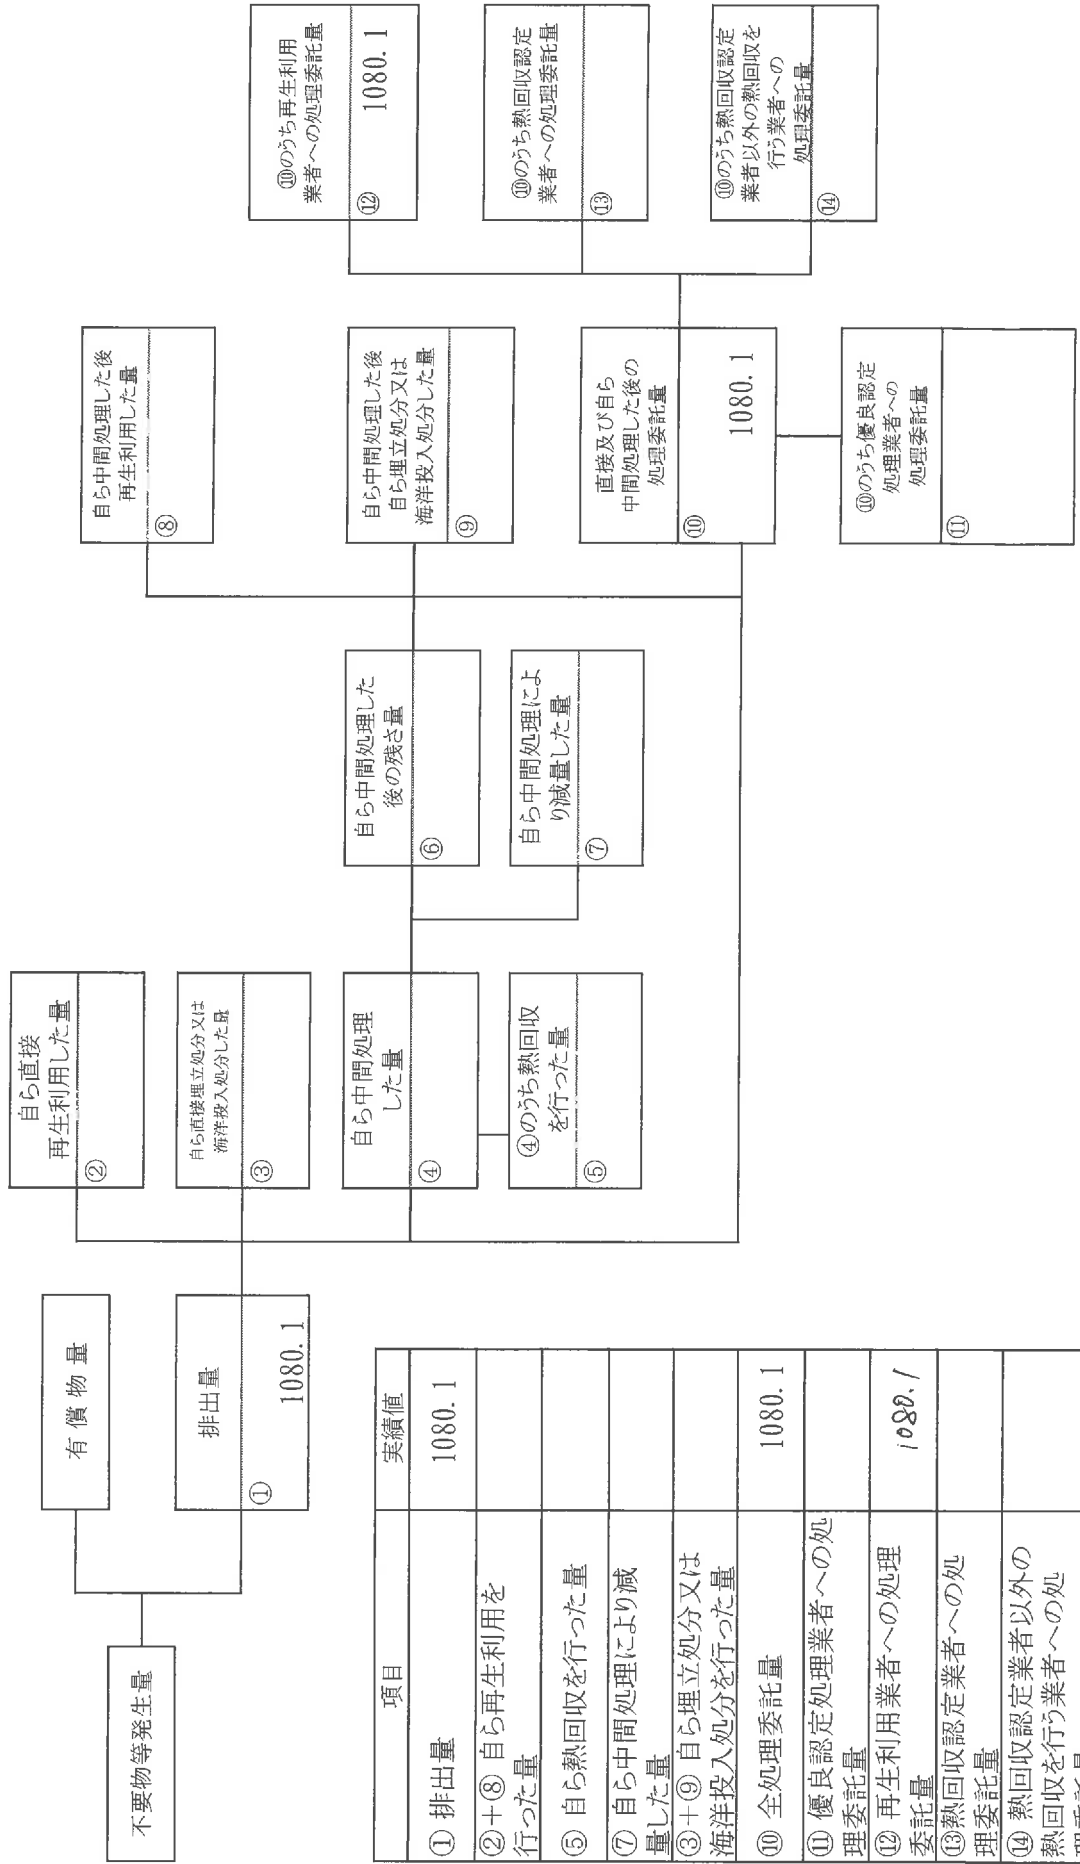 不要物等発生量
有償物量
排出量
①
1080.1
自ら直接
再生利用した量
②
自ら直接埋立処分又は
海洋投入処分した量
③
自ら中間処理
した量
④
④のうち熱回収
を行った量
⑤
自ら中間処理した
後の残さ量
⑥
自ら中間処理によ
り減量した量
⑦
自ら中間処理した後
再生利用した量
⑧
自ら中間処理した後
自ら埋立処分又は
海洋投入処分した量
⑨
直接及び自ら
中間処理した後の
処理委託量
⑩
1080.1
⑩のうち優良認定
処理業者への
処理委託量
⑪
⑩のうち再生利用
業者への処理委託量
⑫
1080.1
⑩のうち熱回収認定
業者への処理委託量
⑬
⑩のうち熱回収認定
業者以外の熱回収を
行う業者への
処理委託量
⑭
項目 実績値
①排出量 1080.1
②+⑧ 自ら再生利用を
行った量
⑤ 自ら熱回収を行った量
⑦ 自ら中間処理により減
量した量
③+⑨ 自ら埋立処分又は
海洋投入処分を行った量
⑩ 全処理委託量 1080.1
⑪ 優良認定処理業者への処
理委託量
⑫ 再生利用業者への処理
委託量 1080.1
⑬熱回収認定業者への処
理委託量
⑭ 熱回収認定業者以外の
熱回収を行う業者への処